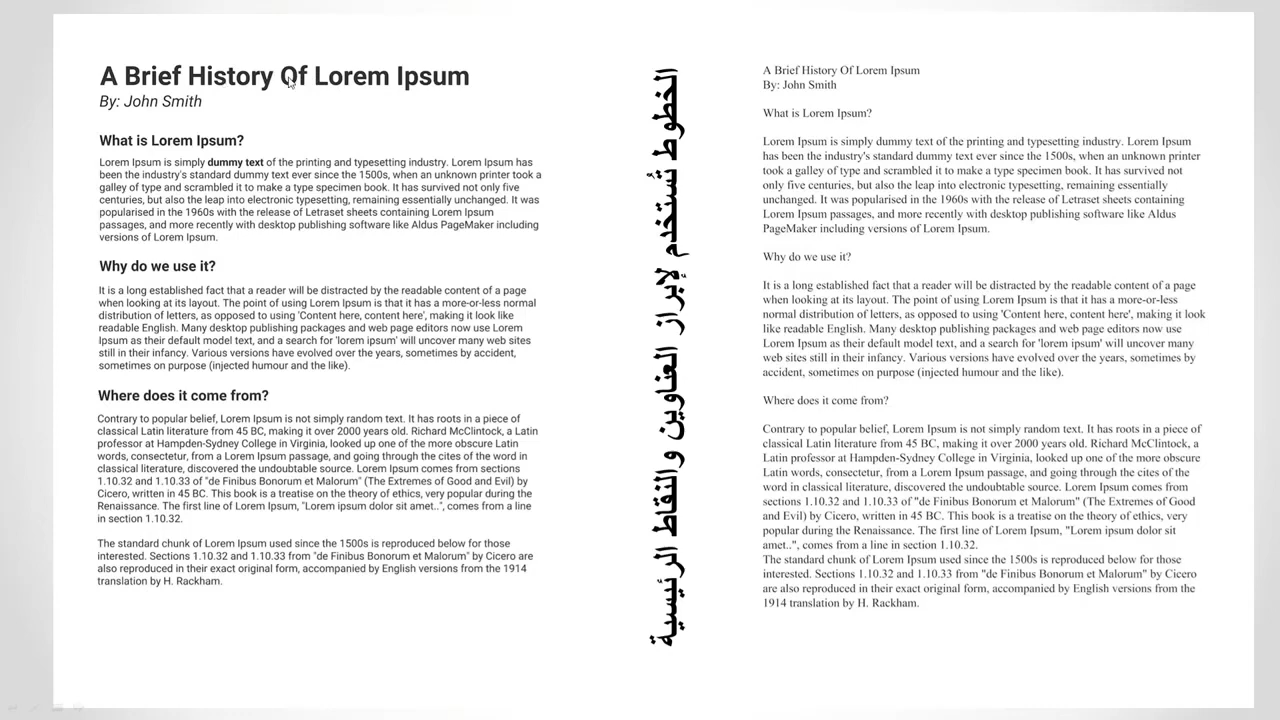 A Brief History Of Lorem Ipsum
By: John Smith
What is Lorem Ipsum?
Lorem Ipsum is simply dummy text of the printing and typesetting industry. Lorem Ipsum has
been the industry's standard dummy text ever since the 1500s, when an unknown printer took a
galley of type and scrambled it to make a type specimen book. It has survived not only five
centuries, but also the leap into electronic typesetting, remaining essentially unchanged. It was
popularised in the 1960s with the release of Letraset sheets containing Lorem Ipsum
passages, and more recently with desktop publishing software like Aldus PageMaker including
versions of Lorem Ipsum.
Why do we use it?
It is a long established fact that a reader will be distracted by the readable content of a page
when looking at its layout. The point of using Lorem Ipsum is that it has a more-or-less normal
distribution of letters, as opposed to using 'Content here, content here', making it look like
readable English. Many desktop publishing packages and web page editors now use Lorem
Ipsum as their default model text, and a search for 'lorem ipsum' will uncover many web sites
still in their infancy. Various versions have evolved over the years, sometimes by accident,
sometimes on purpose (injected humour and the like).
Where does it come from?
Contrary to popular belief, Lorem Ipsum is not simply random text. It has roots in a piece of
classical Latin literature from 45 BC, making it over 2000 years old. Richard McClintock, a Latin
professor at Hampden-Sydney College in Virginia, looked up one of the more obscure Latin
words, consectetur, from a Lorem Ipsum passage, and going through the cites of the word in
classical literature, discovered the undoubtable source. Lorem Ipsum comes from sections
1.10.32 and 1.10.33 of "de Finibus Bonorum et Malorum" (The Extremes of Good and Evil) by
Cicero, written in 45 BC. This book is a treatise on the theory of ethics, very popular during the
Renaissance. The first line of Lorem Ipsum, "Lorem ipsum dolor sit amet..", comes from a line
in section 1.10.32.
The standard chunk of Lorem Ipsum used since the 1500s is reproduced below for those
interested. Sections 1.10.32 and 1.10.33 from "de Finibus Bonorum et Malorum" by Cicero are
also reproduced in their exact original form, accompanied by English versions from the 1914
translation by H. Rackham.
الخطوط تُستخدم لإبراز العناوين والنقاط الرئيسية
A Brief History Of Lorem Ipsum
By: John Smith
What is Lorem Ipsum?
Lorem Ipsum is simply dummy text of the printing and typesetting industry. Lorem Ipsum
has been the industry's standard dummy text ever since the 1500s, when an unknown printer
took a galley of type and scrambled it to make a type specimen book. It has survived not
only five centuries, but also the leap into electronic typesetting, remaining essentially
unchanged. It was popularised in the 1960s with the release of Letraset sheets containing
Lorem Ipsum passages, and more recently with desktop publishing software like Aldus
PageMaker including versions of Lorem Ipsum.
Why do we use it?
It is a long established fact that a reader will be distracted by the readable content of a page
when looking at its layout. The point of using Lorem Ipsum is that it has a more-or-less
normal distribution of letters, as opposed to using 'Content here, content here', making it look
like readable English. Many desktop publishing packages and web page editors now use
Lorem Ipsum as their default model text, and a search for 'lorem ipsum' will uncover many
web sites still in their infancy. Various versions have evolved over the years, sometimes by
accident, sometimes on purpose (injected humour and the like).
Where does it come from?
Contrary to popular belief, Lorem Ipsum is not simply random text. It has roots in a piece of
classical Latin literature from 45 BC, making it over 2000 years old. Richard McClintock, a
Latin professor at Hampden-Sydney College in Virginia, looked up one of the more obscure
Latin words, consectetur, from a Lorem Ipsum passage, and going through the cites of the
word in classical literature, discovered the undoubtable source. Lorem Ipsum comes from
sections 1.10.32 and 1.10.33 of "de Finibus Bonorum et Malorum" (The Extremes of Good
and Evil) by Cicero, written in 45 BC. This book is a treatise on the theory of ethics, very
popular during the Renaissance. The first line of Lorem Ipsum, "Lorem ipsum dolor sit
amet..", comes from a line in section 1.10.32.
The standard chunk of Lorem Ipsum used since the 1500s is reproduced below for those
interested. Sections 1.10.32 and 1.10.33 from "de Finibus Bonorum et Malorum" by Cicero
are also reproduced in their exact original form, accompanied by English versions from the
1914 translation by H. Rackham.